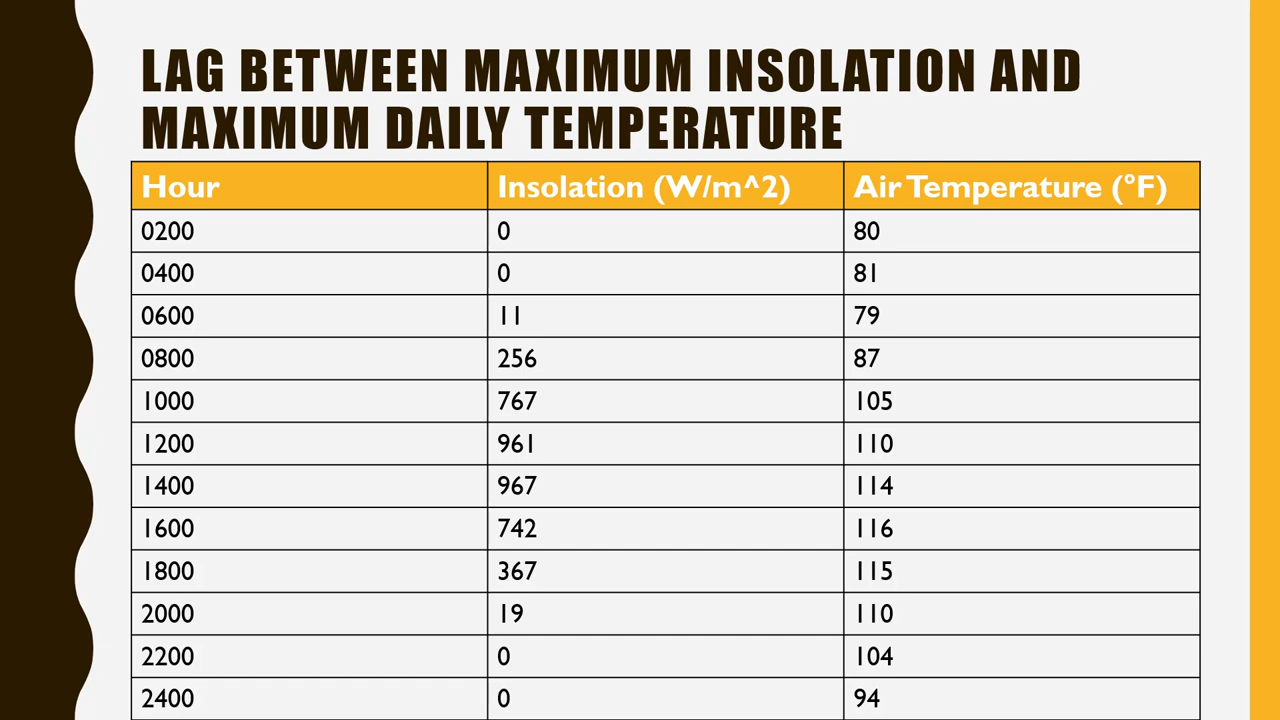 LAG BETWEEN MAXIMUM INSOLATION AND
MAXIMUM DAILY TEMPERATURE
Hour Insolation (W/m^2) Air Temperature (°F)
0200 0 80
0400 0 81
0600 11 79
0800 256 87
1000 767 105
1200 961 110
1400 967 114
1600 742 116
1800 367 115
2000 19 110
2200 0 104
2400 0 94